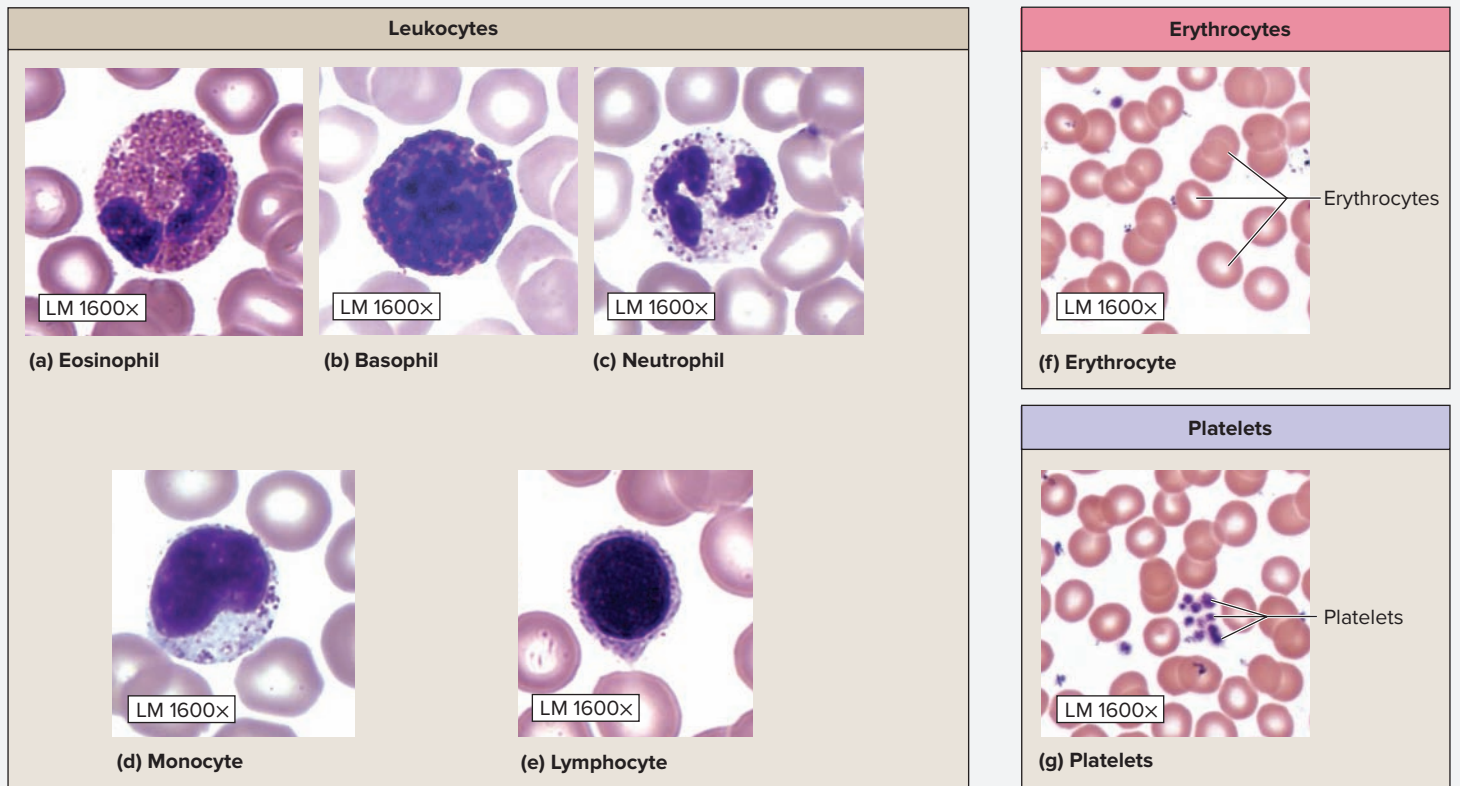 Leukocytes
LM 1600×
LM 1600×
LM 1600×
(a) Eosinophil
(b) Basophil
(c) Neutrophil
LM 1600×
LM 1600×
(d) Monocyte
(e) Lymphocyte
Erythrocytes
Erythrocytes
LM 1600×
(f) Erythrocyte
Platelets
Platelets
LM 1600×
(g) Platelets